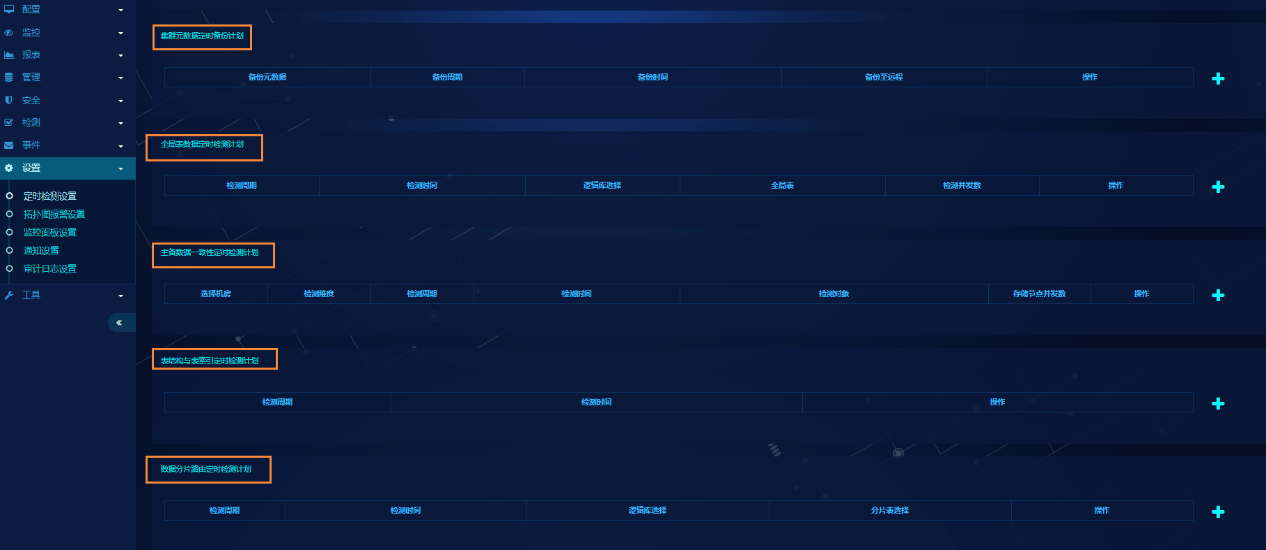 配置
监控
报表
管理
安全
检测
事件
设置
定时检测设置
拓扑图报警设置
监控面板设置
通知设置
审计日志设置
工具
集群元数据定时备份计划
备份元数据 备份周期 备份时间 备份至远程 操作
全局表数据定时检测计划
检测周期 检测时间 逻辑库选择 全局表 检测并发数 操作
主备数据一致性定时检测计划
选择机房 检测维度 检测周期 检测时间 检测对象 存储节点并发数 操作
表结构与表索引定时检测计划
检测周期 检测时间 操作
数据分片路由定时检测计划
检测周期 检测时间 逻辑库选择 分片表选择 操作